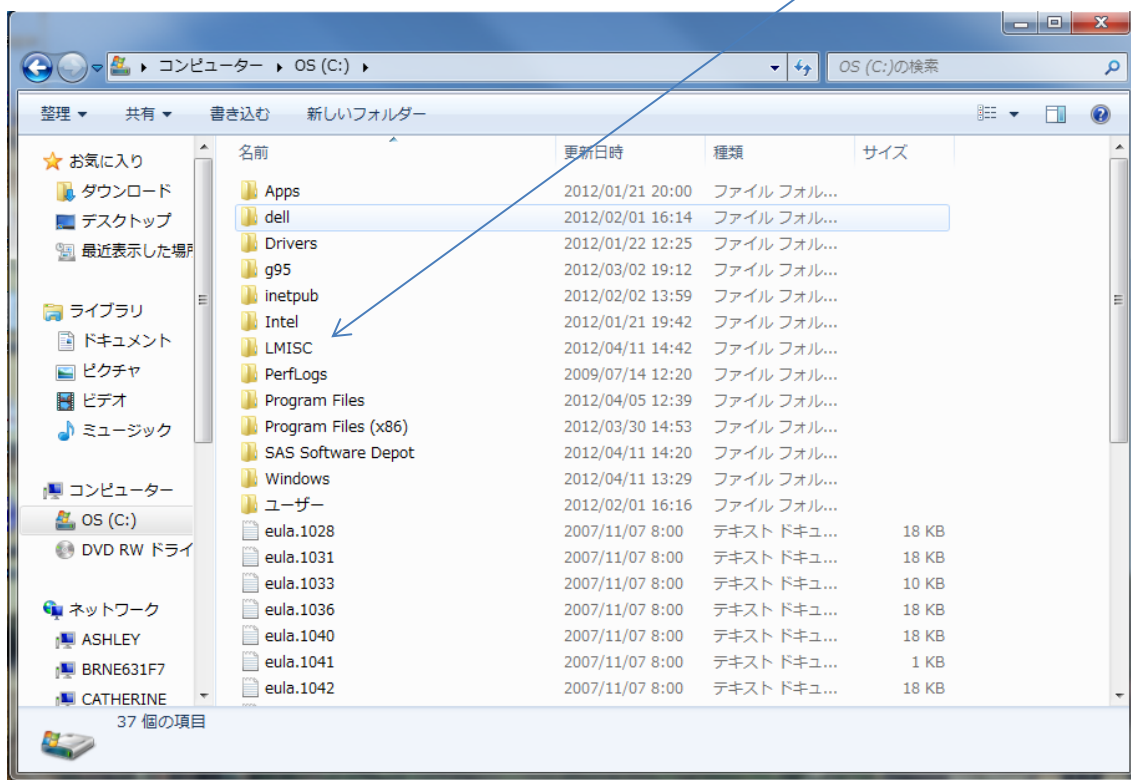 コンピューター ▸ OS (C:) ▸ OS (C:)の検索
整理 ▼ 共有 ▼ 書き込む 新しいフォルダー
お気に入り
ダウンロード
デスクトップ
最近表示した場所
ライブラリ
ドキュメント
ピクチャ
ビデオ
ミュージック
コンピューター
OS (C:)
DVD RW ドライ
ネットワーク
ASHLEY
BRNE631F7
CATHERINE
名前 更新日時 種類 サイズ
Apps 2012/01/21 20:00 ファイル フォル...
dell 2012/02/01 16:14 ファイル フォル...
Drivers 2012/01/22 12:25 ファイル フォル...
g95 2012/03/02 19:12 ファイル フォル...
inetpub 2012/02/02 13:59 ファイル フォル...
Intel 2012/01/21 19:42 ファイル フォル...
LMISC 2012/04/11 14:42 ファイル フォル...
PerfLogs 2009/07/14 12:20 ファイル フォル...
Program Files 2012/04/05 12:39 ファイル フォル...
Program Files (x86) 2012/03/30 14:53 ファイル フォル...
SAS Software Depot 2012/04/11 14:20 ファイル フォル...
Windows 2012/04/11 13:29 ファイル フォル...
ユーザー 2012/02/01 16:16 ファイル フォル...
eula.1028 2007/11/07 8:00 テキスト ドキュ... 18 KB
eula.1031 2007/11/07 8:00 テキスト ドキュ... 18 KB
eula.1033 2007/11/07 8:00 テキスト ドキュ... 10 KB
eula.1036 2007/11/07 8:00 テキスト ドキュ... 18 KB
eula.1040 2007/11/07 8:00 テキスト ドキュ... 18 KB
eula.1041 2007/11/07 8:00 テキスト ドキュ... 1 KB
eula.1042 2007/11/07 8:00 テキスト ドキュ... 18 KB
37 個の項目